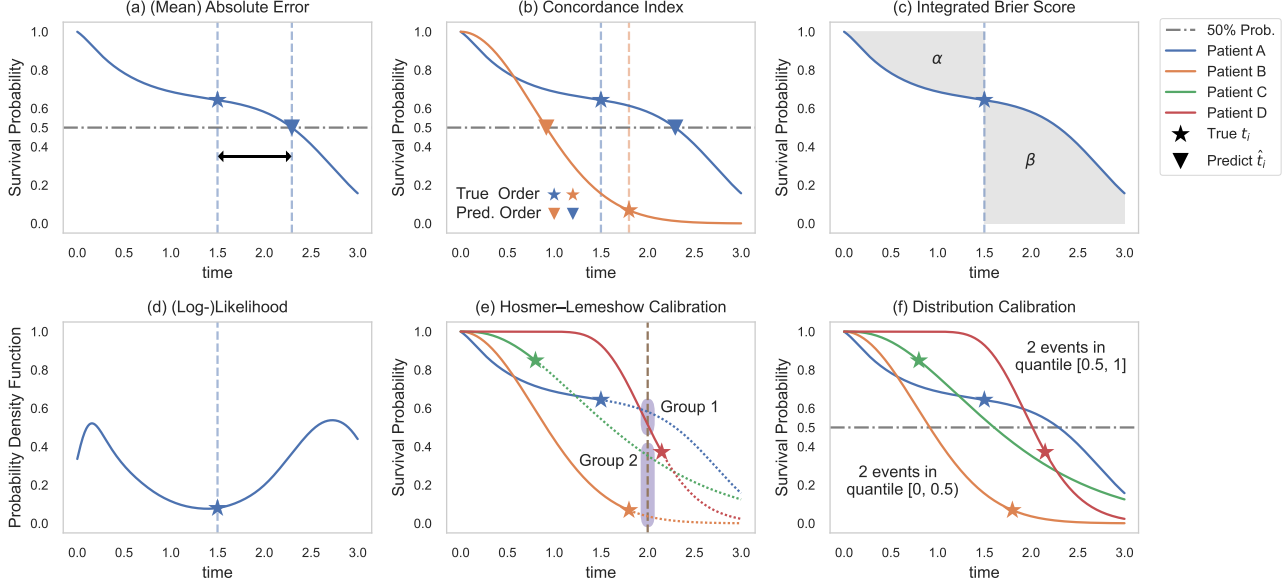 (a) (Mean) Absolute Error
Survival Probability
1.0
0.8
0.6
0.5
0.4
0.2
0.0
0.0 0.5 1.0 1.5 2.0 2.5 3.0
time
(b) Concordance Index
Survival Probability
1.0
0.8
0.6
0.5
0.4
0.2
0.0
True Order
Pred. Order
0.0 0.5 1.0 1.5 2.0 2.5 3.0
time
(c) Integrated Brier Score
Survival Probability
1.0
0.8
0.6
0.4
0.2
0.0
α
β
0.0 0.5 1.0 1.5 2.0 2.5 3.0
time
50% Prob.
Patient A
Patient B
Patient C
Patient D
True $t_i$
Predict $\hat{t}_i$
(d) (Log-)Likelihood
Probability Density Function
1.0
0.8
0.6
0.4
0.2
0.0
0.0 0.5 1.0 1.5 2.0 2.5 3.0
time
(e) Hosmer–Lemeshow Calibration
Survival Probability
1.0
0.8
0.6
0.4
0.2
0.0
Group 1
Group 2
0.0 0.5 1.0 1.5 2.0 2.5 3.0
time
(f) Distribution Calibration
Survival Probability
1.0
0.8
0.6
0.5
0.4
0.2
0.0
2 events in
quantile [0.5, 1]
2 events in
quantile [0, 0.5)
0.0 0.5 1.0 1.5 2.0 2.5 3.0
time